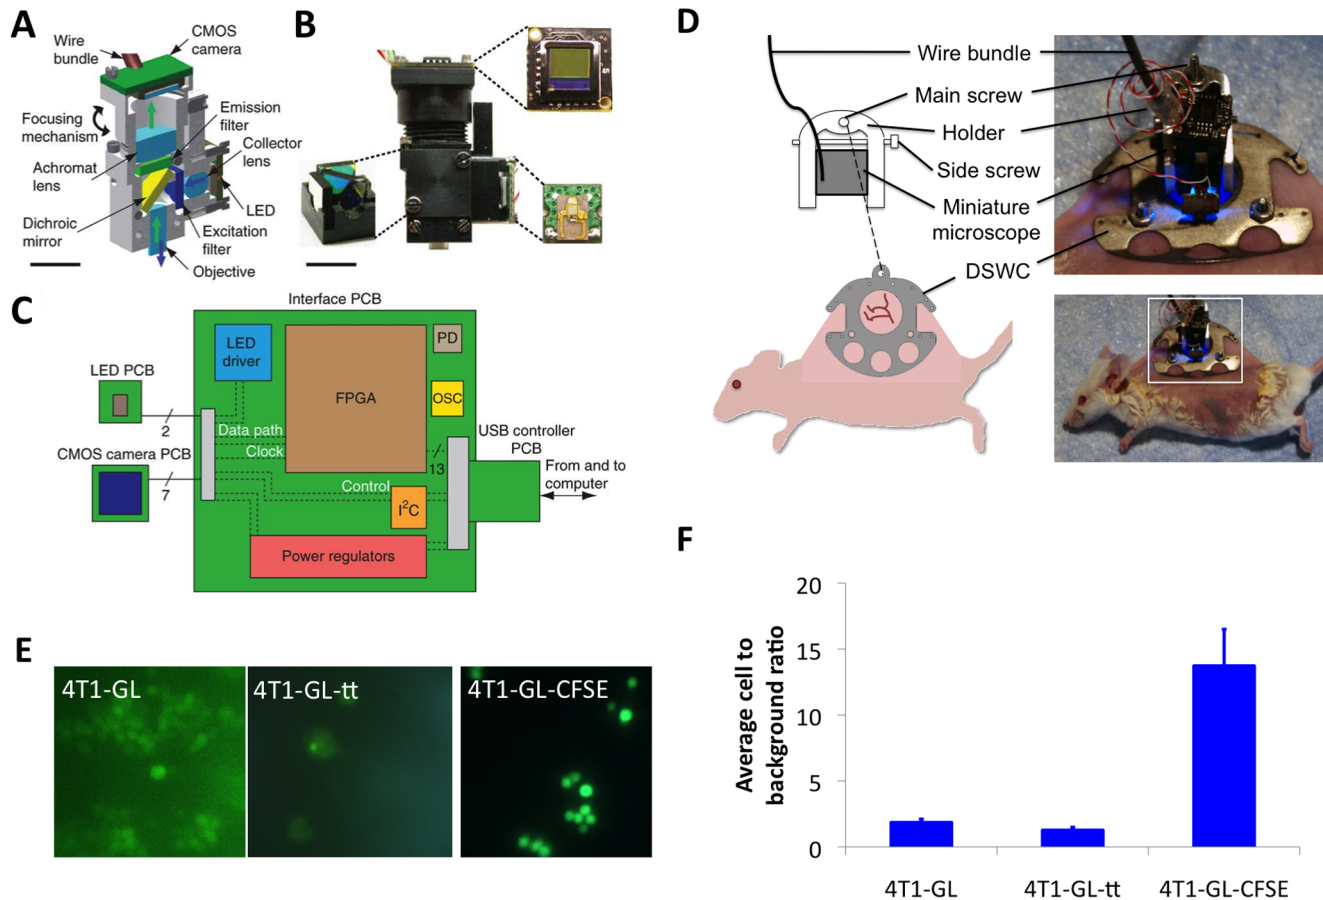 A
Wire
bundle
CMOS
camera
Focusing
mechanism
Emission
filter
Collector
lens
Achromat
lens
LED
Dichroic
mirror
Excitation
filter
Objective
B
C
Interface PCB
LED
driver
PD
LED PCB
FPGA
OSC
2
Data path
Clock
USB controller
PCB
CMOS camera PCB
13
From and to
computer
7
Control
I²C
Power regulators
D
Wire bundle
Main screw
Holder
Side screw
Miniature
microscope
DSWC
E
4T1-GL
4T1-GL-tt
4T1-GL-CFSE
F
Average cell to
background ratio
20
15
10
5
0
4T1-GL
4T1-GL-tt
4T1-GL-CFSE